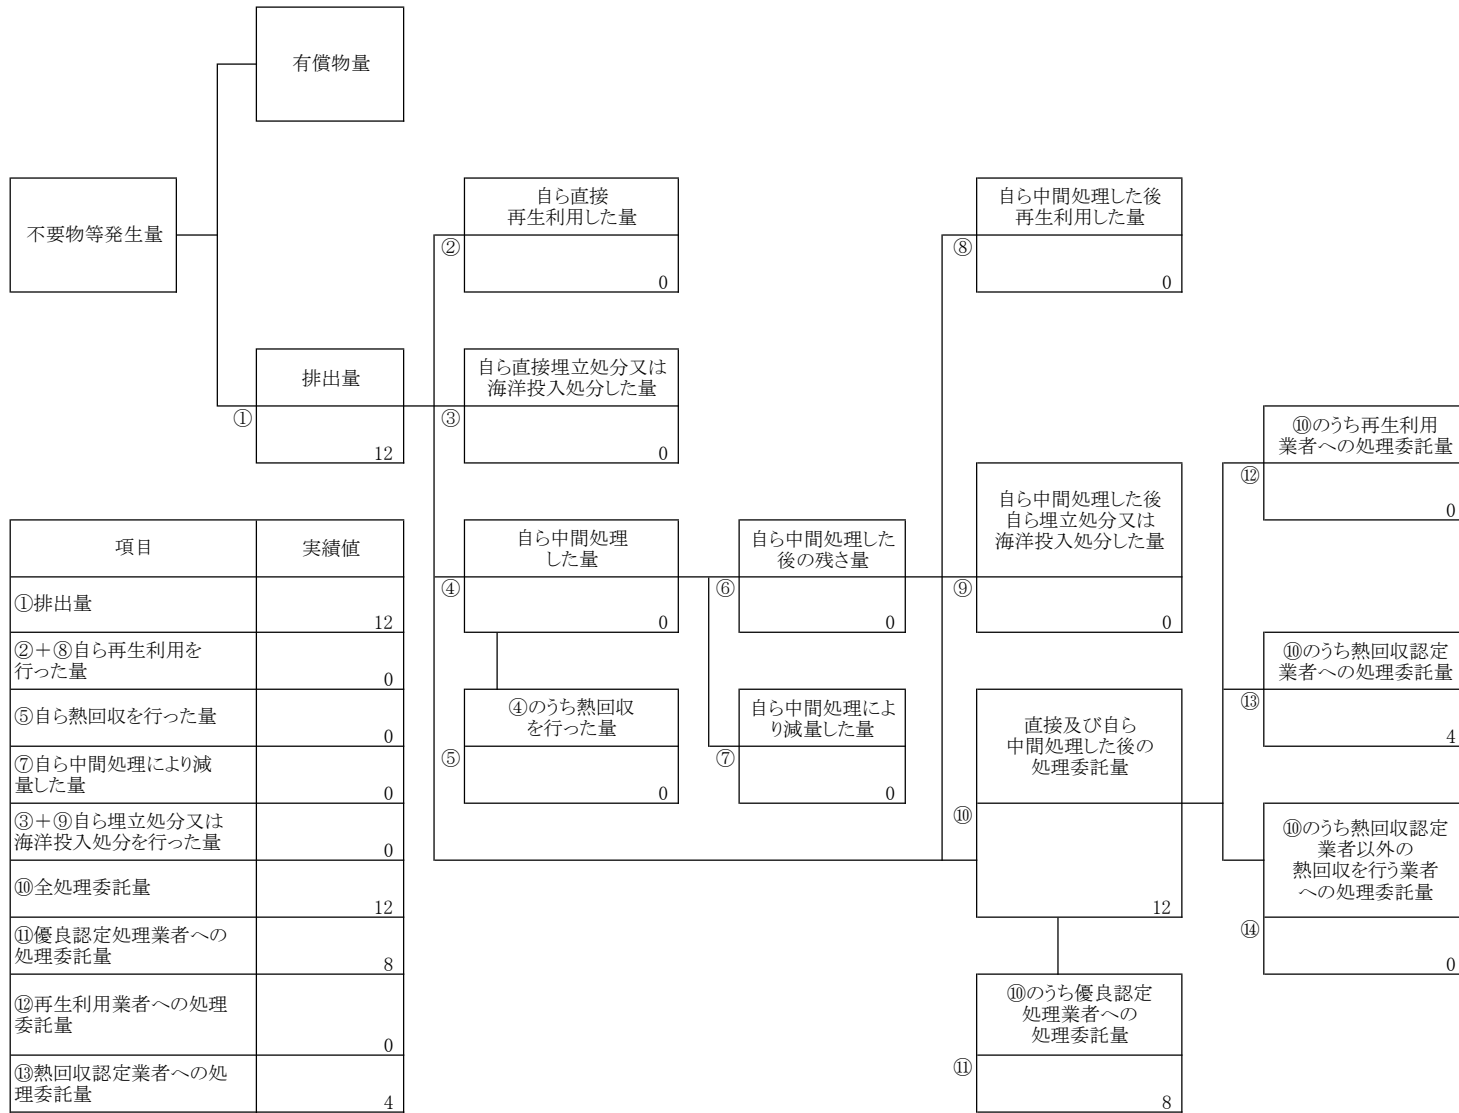 有償物量
不要物等発生量
排出量
①
12
自ら直接
再生利用した量
②
0
自ら直接埋立処分又は
海洋投入処分した量
③
0
自ら中間処理
した量
④
0
④のうち熱回収
を行った量
⑤
0
自ら中間処理した
後の残さ量
⑥
0
自ら中間処理によ
り減量した量
⑦
0
自ら中間処理した後
再生利用した量
⑧
0
自ら中間処理した後
自ら埋立処分又は
海洋投入処分した量
⑨
0
直接及び自ら
中間処理した後の
処理委託量
⑩
12
⑩のうち優良認定
処理業者への
処理委託量
⑪
8
⑩のうち再生利用
業者への処理委託量
⑫
0
⑩のうち熱回収認定
業者への処理委託量
⑬
4
⑩のうち熱回収認定
業者以外の
熱回収を行う業者
への処理委託量
⑭
0
項目 実績値
①排出量
12
②+⑧自ら再生利用を
行った量
0
⑤自ら熱回収を行った量
0
⑦自ら中間処理により減
量した量
0
③+⑨自ら埋立処分又は
海洋投入処分を行った量
0
⑩全処理委託量
12
⑪優良認定処理業者への
処理委託量
8
⑫再生利用業者への処理
委託量
0
⑬熱回収認定業者への処
理委託量
4